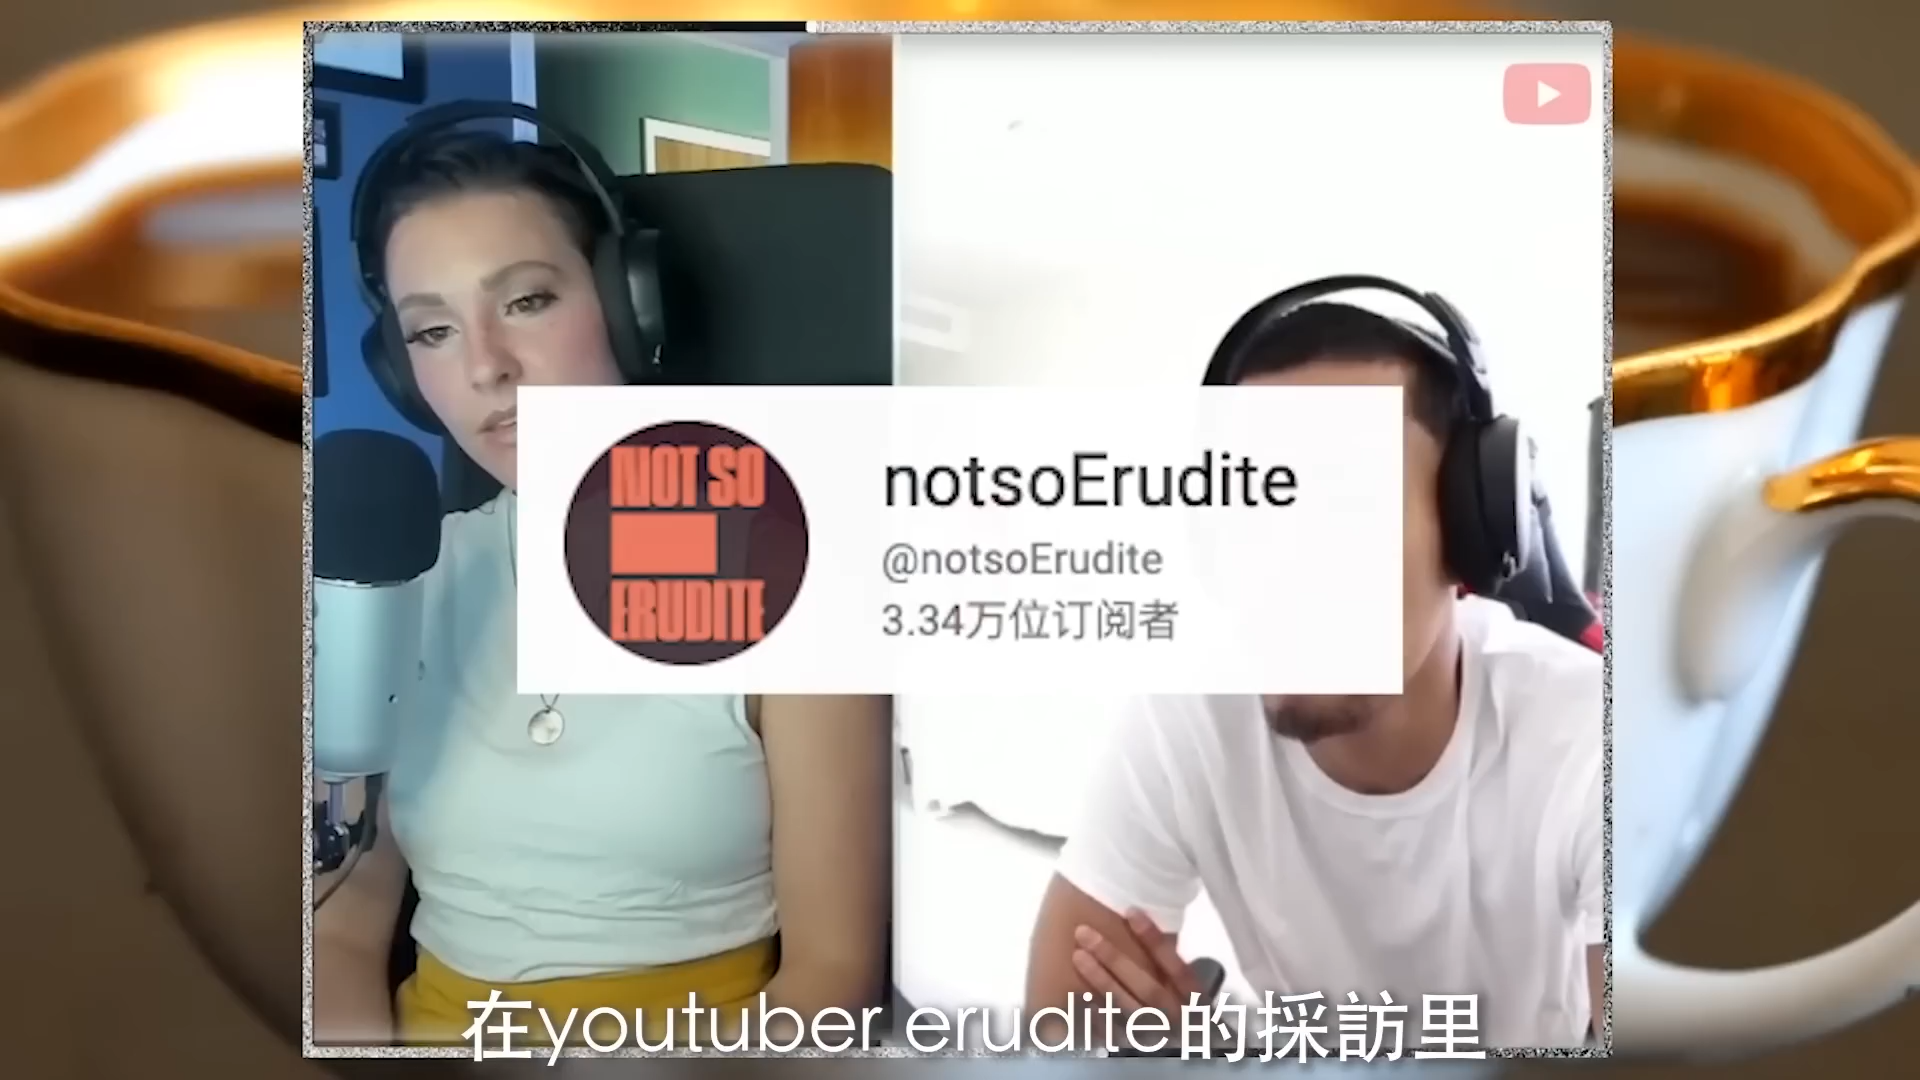 NOT SO
ERUDITE
notsoErudite
@notsoErudite
3.34万位订阅者
在youtuber erudite的採訪里